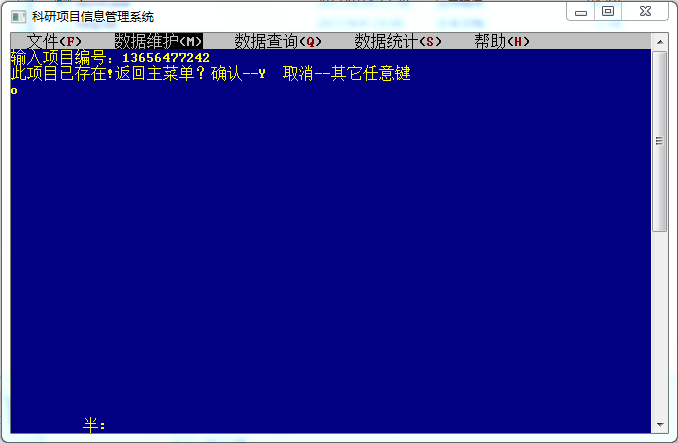 科研项目信息管理系统
文件(F) 数据维护(M) 数据查询(Q) 数据统计(S) 帮助(H)
输入项目编号：13656477242
此项目已存在!返回主菜单？确认--Y 取消--其它任意键
o
半：